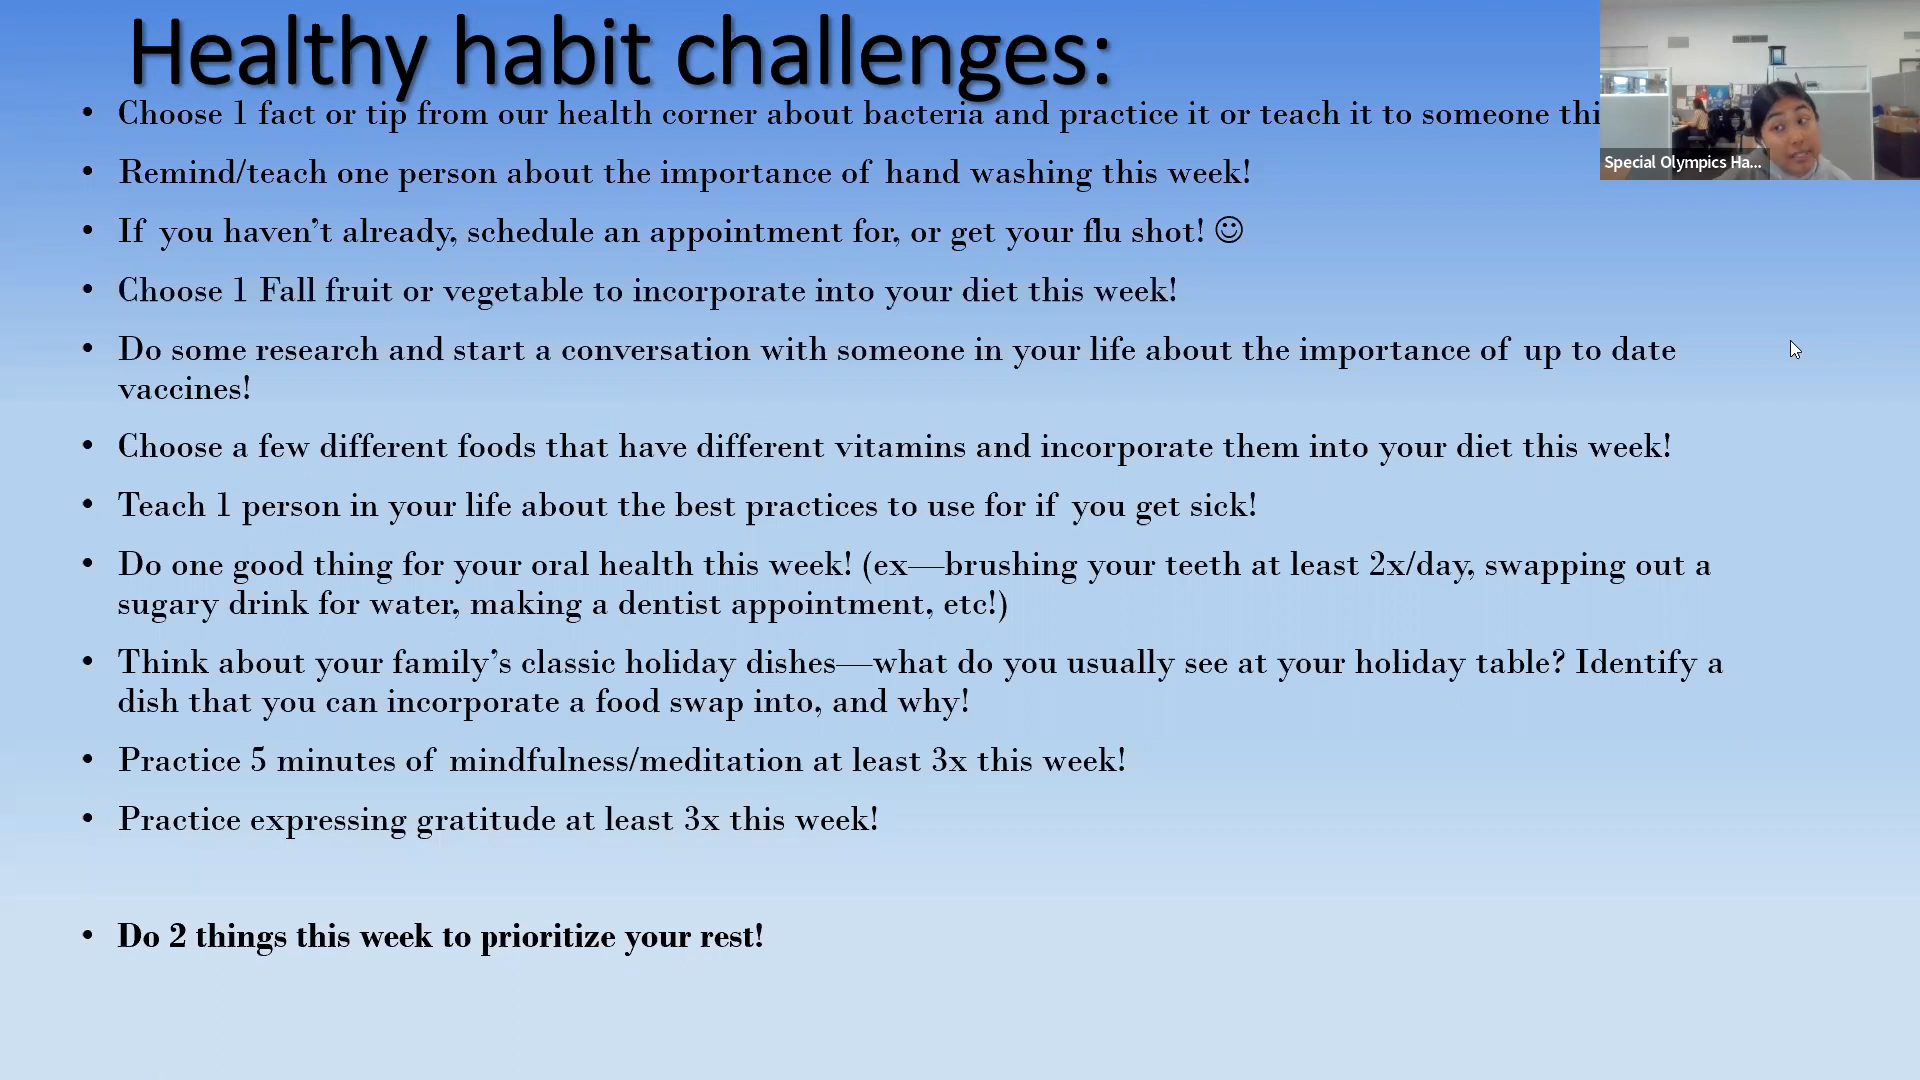 Healthy habit challenges:
• Choose 1 fact or tip from our health corner about bacteria and practice it or teach it to someone thi
Special Olympics Ha...
• Remind/teach one person about the importance of hand washing this week!
• If you haven’t already, schedule an appointment for, or get your flu shot! ☺
• Choose 1 Fall fruit or vegetable to incorporate into your diet this week!
• Do some research and start a conversation with someone in your life about the importance of up to date
vaccines!
• Choose a few different foods that have different vitamins and incorporate them into your diet this week!
• Teach 1 person in your life about the best practices to use for if you get sick!
• Do one good thing for your oral health this week! (ex—brushing your teeth at least 2x/day, swapping out a
sugary drink for water, making a dentist appointment, etc!)
• Think about your family’s classic holiday dishes—what do you usually see at your holiday table? Identify a
dish that you can incorporate a food swap into, and why!
• Practice 5 minutes of mindfulness/meditation at least 3x this week!
• Practice expressing gratitude at least 3x this week!
• Do 2 things this week to prioritize your rest!